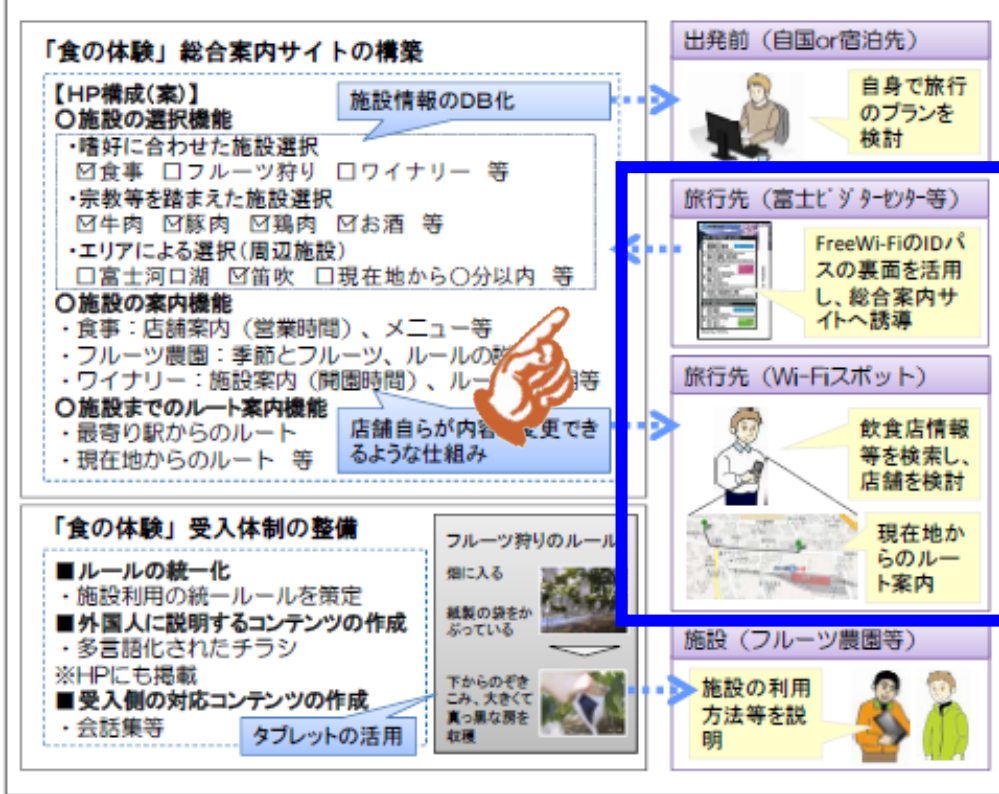 「食の体験」総合案内サイトの構築
【HP構成(案)】
施設情報のDB化
〇施設の選択機能
・嗜好に合わせた施設選択
☑食事 □フルーツ狩り □ワイナリー 等
・宗教等を踏まえた施設選択
☑牛肉 ☑豚肉 ☑鶏肉 ☑お酒 等
・エリアによる選択(周辺施設)
□富士河口湖 ☑笛吹 □現在地から〇分以内 等
〇施設の案内機能
・食事：店舗案内（営業時間）、メニュー等
・フルーツ農園：季節とフルーツ、ルールの
・ワイナリー：施設案内（開園時間）、ルー 等
〇施設までのルート案内機能
・最寄り駅からのルート
・現在地からのルート 等
店舗自らが内容 変更でき
るような仕組み
「食の体験」受入体制の整備
■ルールの統一化
・施設利用の統一ルールを策定
■外国人に説明するコンテンツの作成
・多言語化されたチラシ
※HPにも掲載
■受入側の対応コンテンツの作成
・会話集等
タブレットの活用
フルーツ狩りのルール
畑に入る
紙製の袋をか
ぶっている
下からのぞき
こみ、大きくて
真っ黒な房を
収穫
出発前（自国or宿泊先）
自身で旅行
のプランを
検討
旅行先（富士ビジターセンター等）
FreeWi-FiのIDパ
スの裏面を活用
し、総合案内サ
イトへ誘導
旅行先（Wi-Fiスポット）
飲食店情報
等を検索し、
店舗を検討
現在地か
らのルー
ト案内
施設（フルーツ農園等）
施設の利用
方法等を説
明